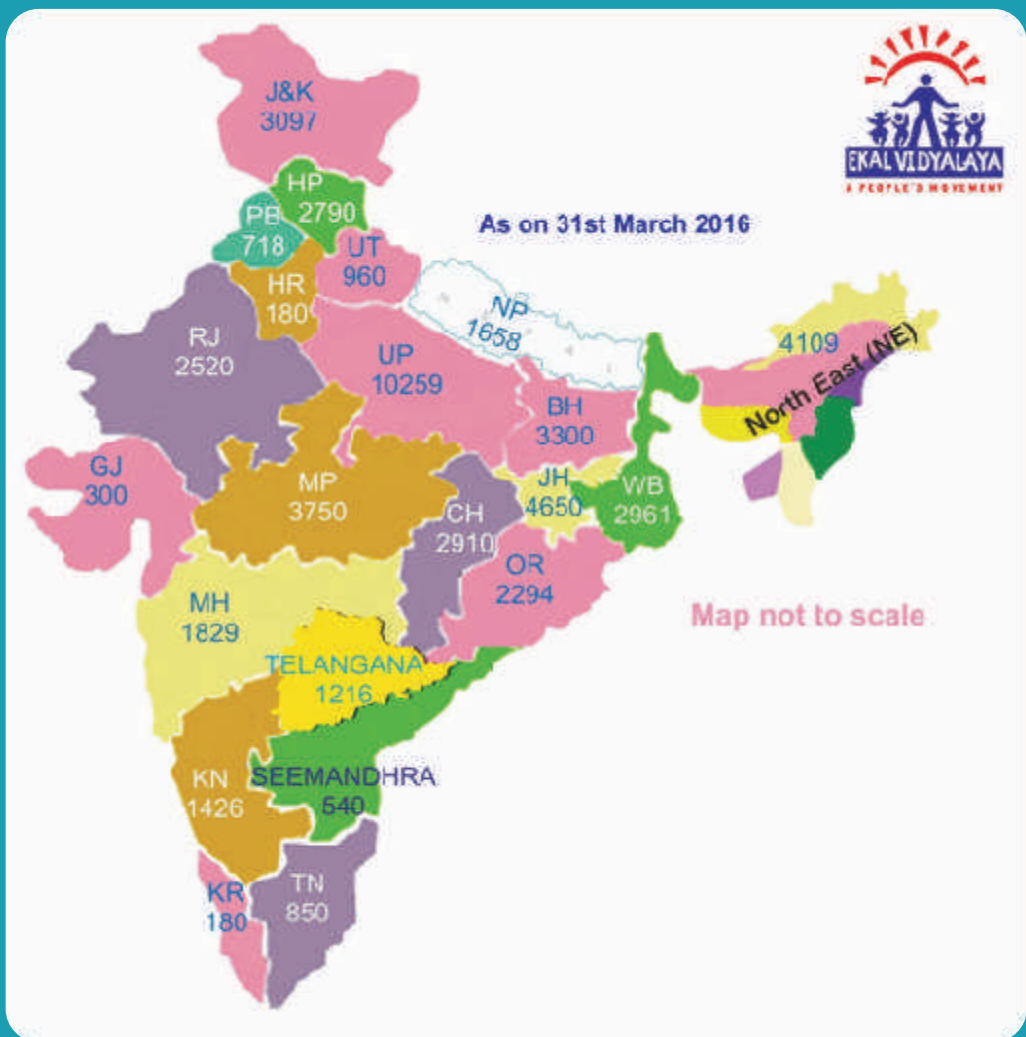 J&K
3097
EKAL VIDYALAYA
A PEOPLE'S MOVEMENT
HP
2790
As on 31st March 2016
PB
718
UT
960
HR
180
NP
1658
4109
North East (NE)
RJ
2520
UP
10259
BH
3300
GJ
300
MP
3750
JH
4650
WB
2961
CH
2910
OR
2294
MH
1829
Map not to scale
TELANGANA
1216
KN
1426
SEEMANDHRA
540
KR
180
TN
850